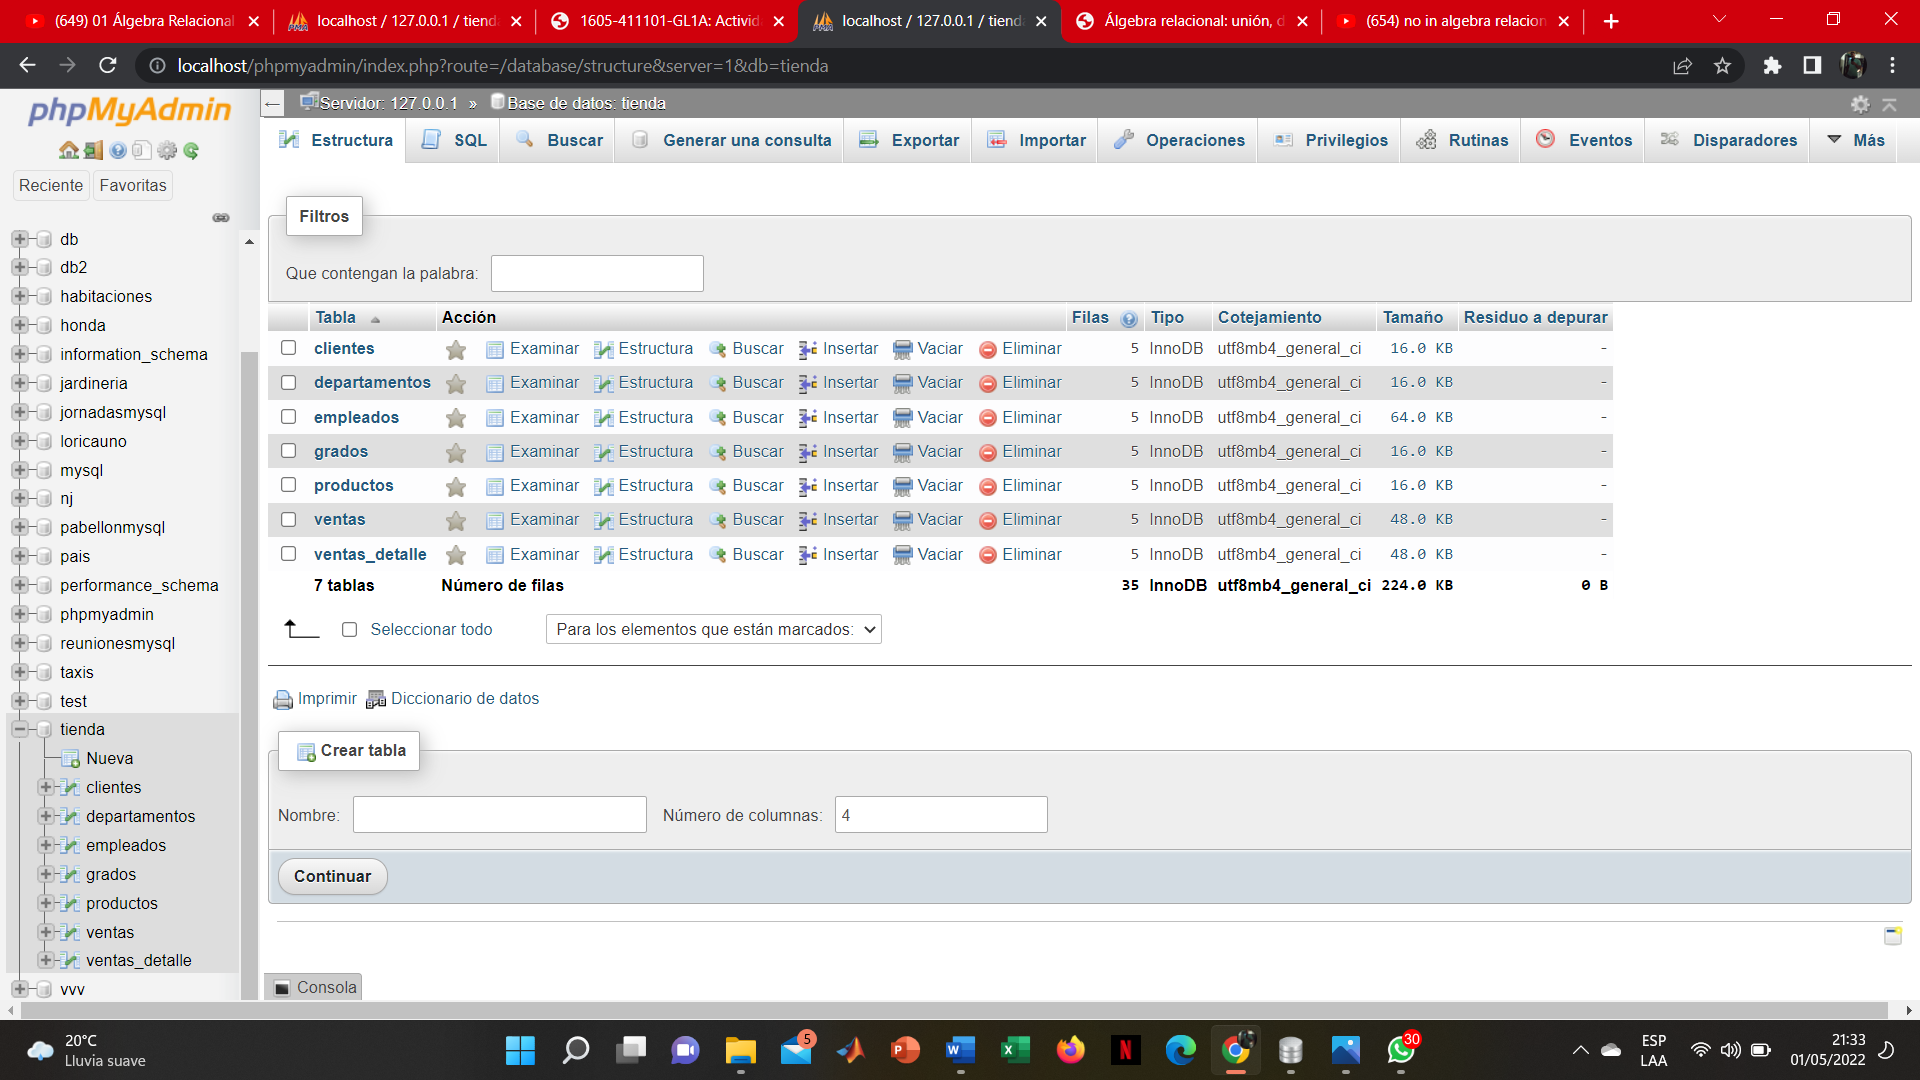 (649) 01 Álgebra Relacional
localhost / 127.0.0.1 / tiend
1605-411101-GL1A: Activid
localhost / 127.0.0.1 / tiend
Álgebra relacional: unión, d
(654) no in algebra relacion
localhost/phpmyadmin/index.php?route=/database/structure&server=1&db=tienda
phpMyAdmin
Reciente Favoritas
db
db2
habitaciones
honda
information_schema
jardineria
jornadasmysql
loricauno
mysql
nj
pabellonmysql
pais
performance_schema
phpmyadmin
reunionesmysql
taxis
test
tienda
Nueva
clientes
departamentos
empleados
grados
productos
ventas
ventas_detalle
vvv
Servidor: 127.0.0.1 » Base de datos: tienda
Estructura SQL Buscar Generar una consulta Exportar Importar Operaciones Privilegios Rutinas Eventos Disparadores Más
Filtros
Que contengan la palabra:
Tabla Acción Filas Tipo Cotejamiento Tamaño Residuo a depurar
clientes Examinar Estructura Buscar Insertar Vaciar Eliminar 5 InnoDB utf8mb4_general_ci 16.0 KB -
departamentos Examinar Estructura Buscar Insertar Vaciar Eliminar 5 InnoDB utf8mb4_general_ci 16.0 KB -
empleados Examinar Estructura Buscar Insertar Vaciar Eliminar 5 InnoDB utf8mb4_general_ci 64.0 KB -
grados Examinar Estructura Buscar Insertar Vaciar Eliminar 5 InnoDB utf8mb4_general_ci 16.0 KB -
productos Examinar Estructura Buscar Insertar Vaciar Eliminar 5 InnoDB utf8mb4_general_ci 16.0 KB -
ventas Examinar Estructura Buscar Insertar Vaciar Eliminar 5 InnoDB utf8mb4_general_ci 48.0 KB -
ventas_detalle Examinar Estructura Buscar Insertar Vaciar Eliminar 5 InnoDB utf8mb4_general_ci 48.0 KB -
7 tablas Número de filas 35 InnoDB utf8mb4_general_ci 224.0 KB 0 B
Seleccionar todo Para los elementos que están marcados:
Imprimir Diccionario de datos
Crear tabla
Nombre: Número de columnas: 4
Continuar
Consola
20°C
Lluvia suave
5
30
ESP
LAA
21:33
01/05/2022